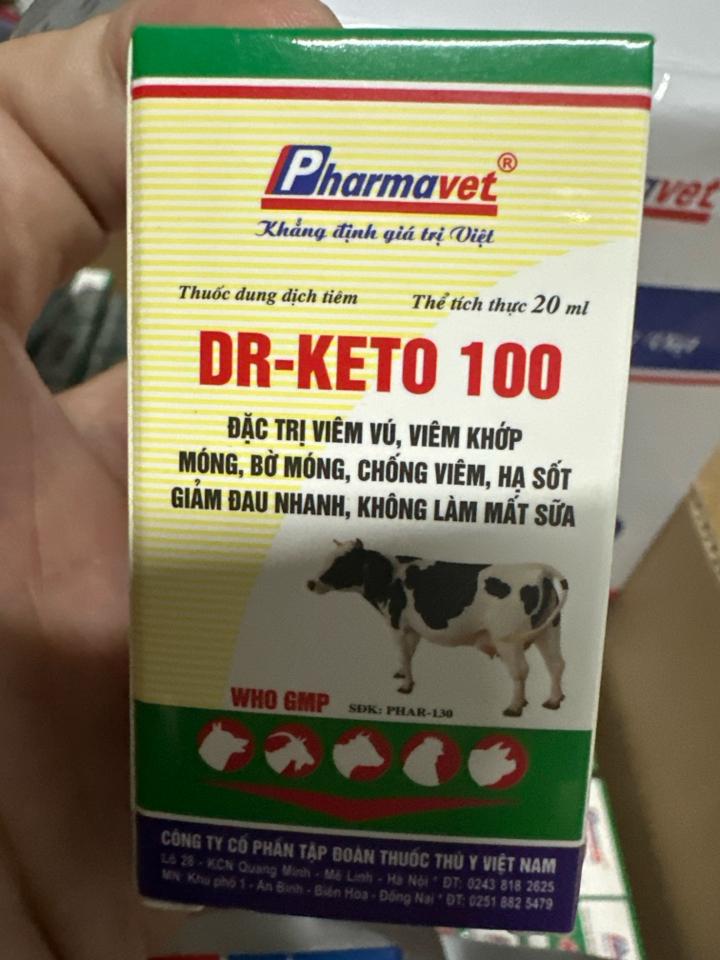 Pharmavet®
Khẳng định giá trị Việt
Thuốc dung dịch tiêm
Thể tích thực 20 ml
DR-KETO 100
ĐẶC TRỊ VIÊM VÚ, VIÊM KHỚP
MÓNG, BỜ MÓNG, CHỐNG VIÊM, HẠ SỐT
GIẢM ĐAU NHANH, KHÔNG LÀM MẤT SỮA
WHO GMP
SĐK: PHAR-130
CÔNG TY CỔ PHẦN TẬP ĐOÀN THUỐC THÚ Y VIỆT NAM
Lô 28 - KCN Quang Minh - Mê Linh - Hà Nội * ĐT: 0243 818 2625
MN: Khu phố 1 - An Bình - Biên Hòa - Đồng Nai * ĐT: 0251 882 5479
vet